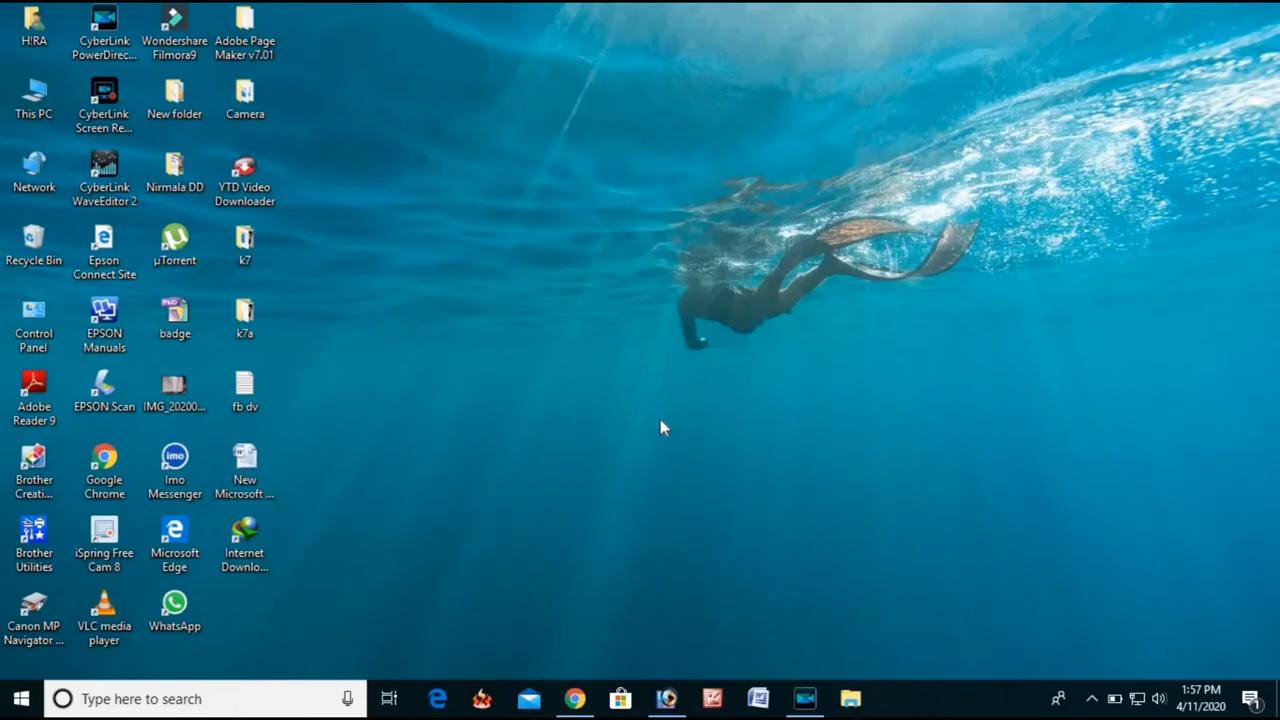 H!RA
CyberLink
PowerDirec...
Wondershare
Filmora9
Adobe Page
Maker v7.01
This PC
CyberLink
Screen Re...
New folder
Camera
Network
CyberLink
WaveEditor 2
Nirmala DD
YTD Video
Downloader
Recycle Bin
Epson
Connect Site
µTorrent
k7
Control
Panel
EPSON
Manuals
badge
k7a
Adobe
Reader 9
EPSON Scan
IMG_20200...
fb dv
Brother
Creati...
Google
Chrome
imo
Imo
Messenger
New
Microsoft ...
Brother
Utilities
iSpring Free
Cam 8
Microsoft
Edge
Internet
Downlo...
Canon MP
Navigator ...
VLC media
player
WhatsApp
Type here to search
1:57 PM
4/11/2020
1